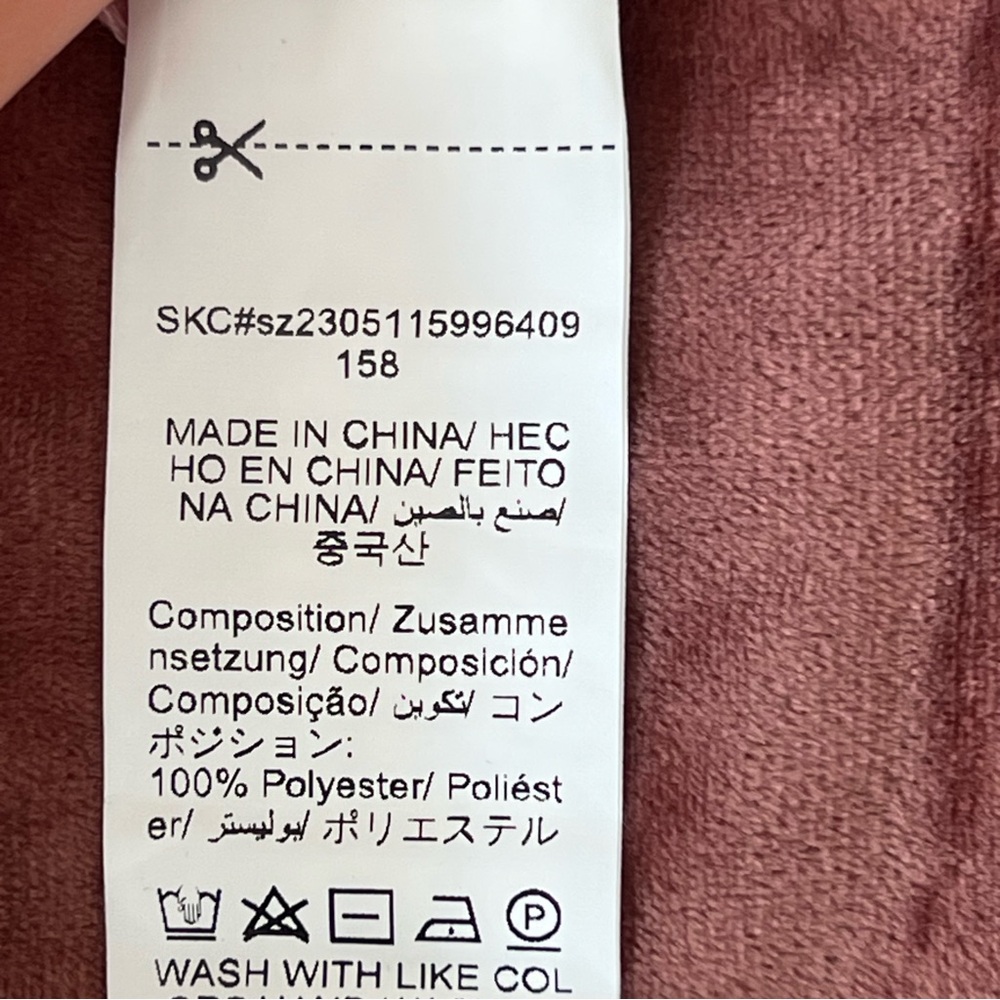 SKC#sz2305115996409
158
MADE IN CHINA/ HEC
HO EN CHINA/ FEITO
NA CHINA/ صنع بالصين/
중국산
Composition/ Zusamme
nsetzung/ Composición/
Composição/ تكوين/ コン
ポジション:
100% Polyester/ Poliést
er/ بوليستر/ ポリエステル
P
WASH WITH LIKE COL